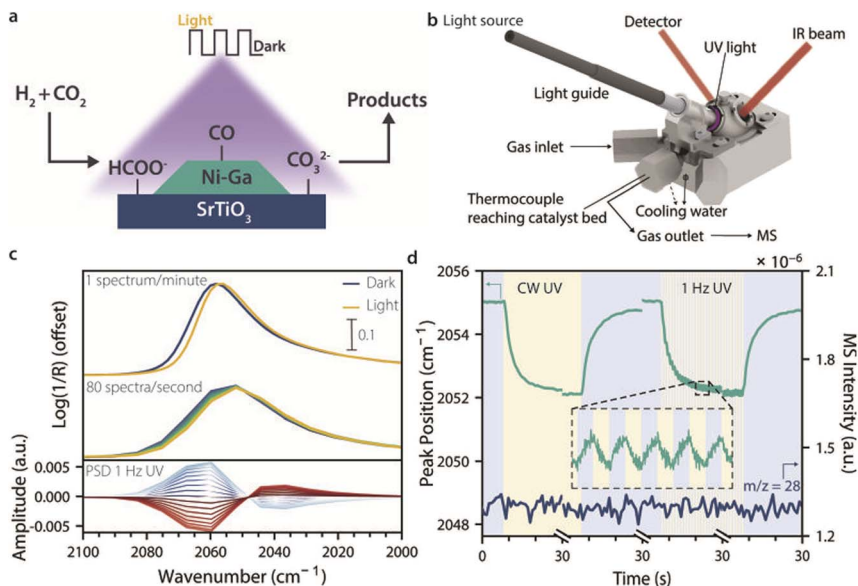 a
Light
Dark
H₂ + CO₂
Products
CO
HCOO⁻
CO₃²⁻
Ni-Ga
SrTiO₃
b
Light source
Detector
UV light
IR beam
Light guide
Gas inlet
Thermocouple
reaching catalyst bed
Cooling water
Gas outlet
MS
c
1 spectrum/minute
Dark
Light
0.1
Log(1/R) (offset)
80 spectra/second
PSD 1 Hz UV
Amplitude (a.u.)
0.005
0.000
-0.005
2100 2080 2060 2040 2020 2000
Wavenumber (cm⁻¹)
d
× 10⁻⁶
CW UV
1 Hz UV
Peak Position (cm⁻¹)
2056
2054
2052
2050
2048
MS Intensity (a.u.)
2.1
1.8
1.5
1.2
m/z = 28
0 30 30 30 30
Time (s)